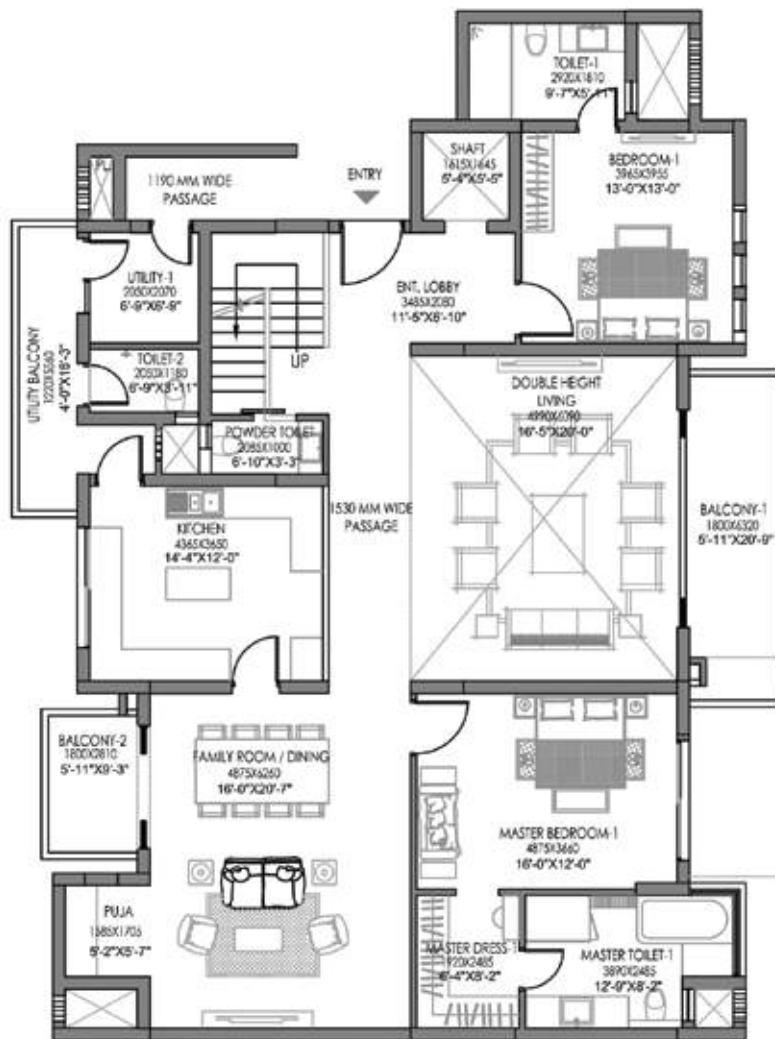 TOILET-1
2920X1810
9'-7"X5'-11"
SHAFT
1615X1645
5'-4"X5'-5"
BEDROOM-1
3965X3955
13'-0"X13'-0"
1190 MM WIDE
PASSAGE
ENTRY
UTILITY-1
2050X2070
6'-9"X6'-9"
ENT. LOBBY
3485X2080
11'-5"X6'-10"
UTILITY BALCONY
1220X5560
4'-0"X18'-3"
TOILET-2
2050X1180
6'-9"X3'-11"
UP
DOUBLE HEIGHT
LIVING
4990X6090
16'-5"X20'-0"
POWDER TOILET
2085X1000
6'-10"X3'-3"
KITCHEN
4365X3650
14'-4"X12'-0"
1530 MM WIDE
PASSAGE
BALCONY-1
1800X6320
5'-11"X20'-9"
BALCONY-2
1800X2810
5'-11"X9'-3"
FAMILY ROOM / DINING
4875X6260
16'-0"X20'-7"
MASTER BEDROOM-1
4875X3660
16'-0"X12'-0"
PUJA
1585X1705
5'-2"X5'-7"
MASTER DRESS-1
1920X2485
6'-4"X8'-2"
MASTER TOILET-1
3890X2485
12'-9"X8'-2"